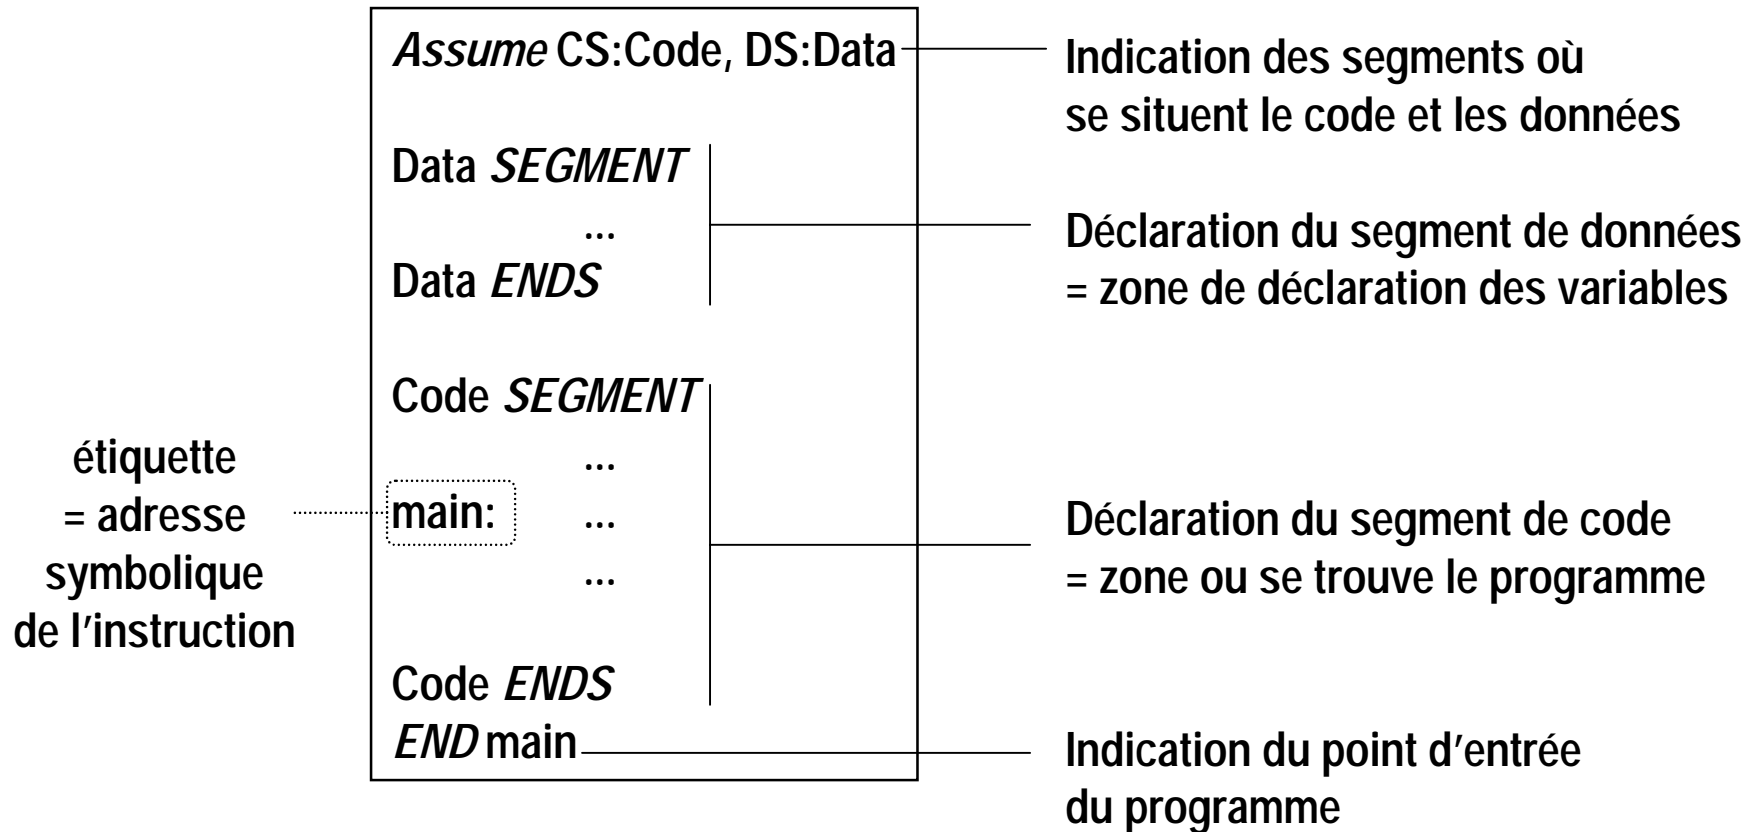 Assume CS:Code, DS:Data
Indication des segments où
se situent le code et les données
Data SEGMENT
...
Data ENDS
Déclaration du segment de données
= zone de déclaration des variables
Code SEGMENT
...
main: ...
...
Code ENDS
END main
étiquette
= adresse
symbolique
de l'instruction
Déclaration du segment de code
= zone ou se trouve le programme
Indication du point d'entrée
du programme